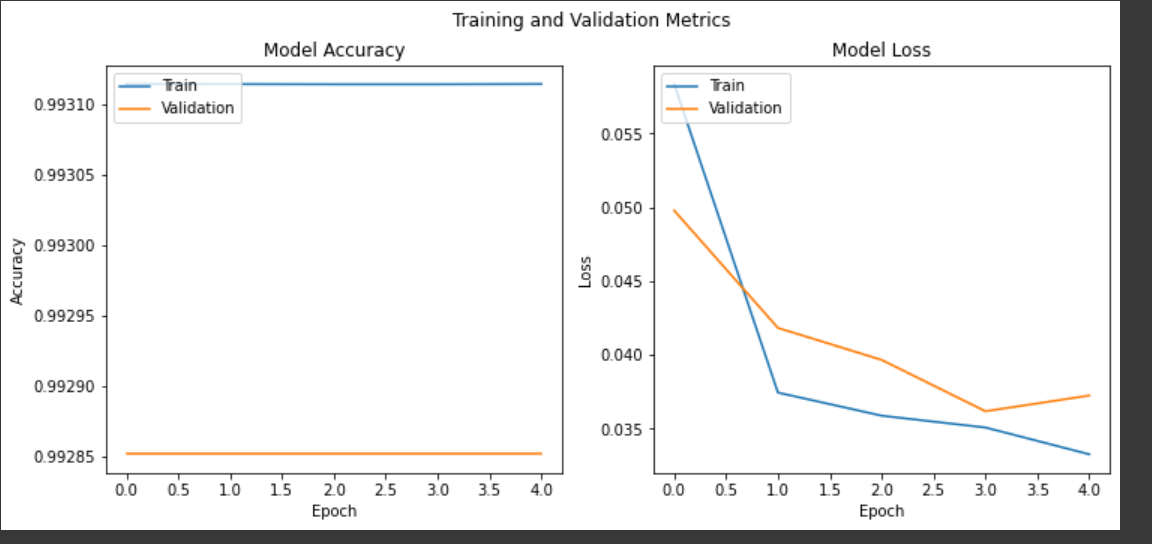 Training and Validation Metrics
Model Accuracy
Train
Validation
0.99310
0.99305
0.99300
0.99295
0.99290
0.99285
Accuracy
0.0 0.5 1.0 1.5 2.0 2.5 3.0 3.5 4.0
Epoch
Model Loss
Train
Validation
0.055
0.050
0.045
0.040
0.035
Loss
0.0 0.5 1.0 1.5 2.0 2.5 3.0 3.5 4.0
Epoch